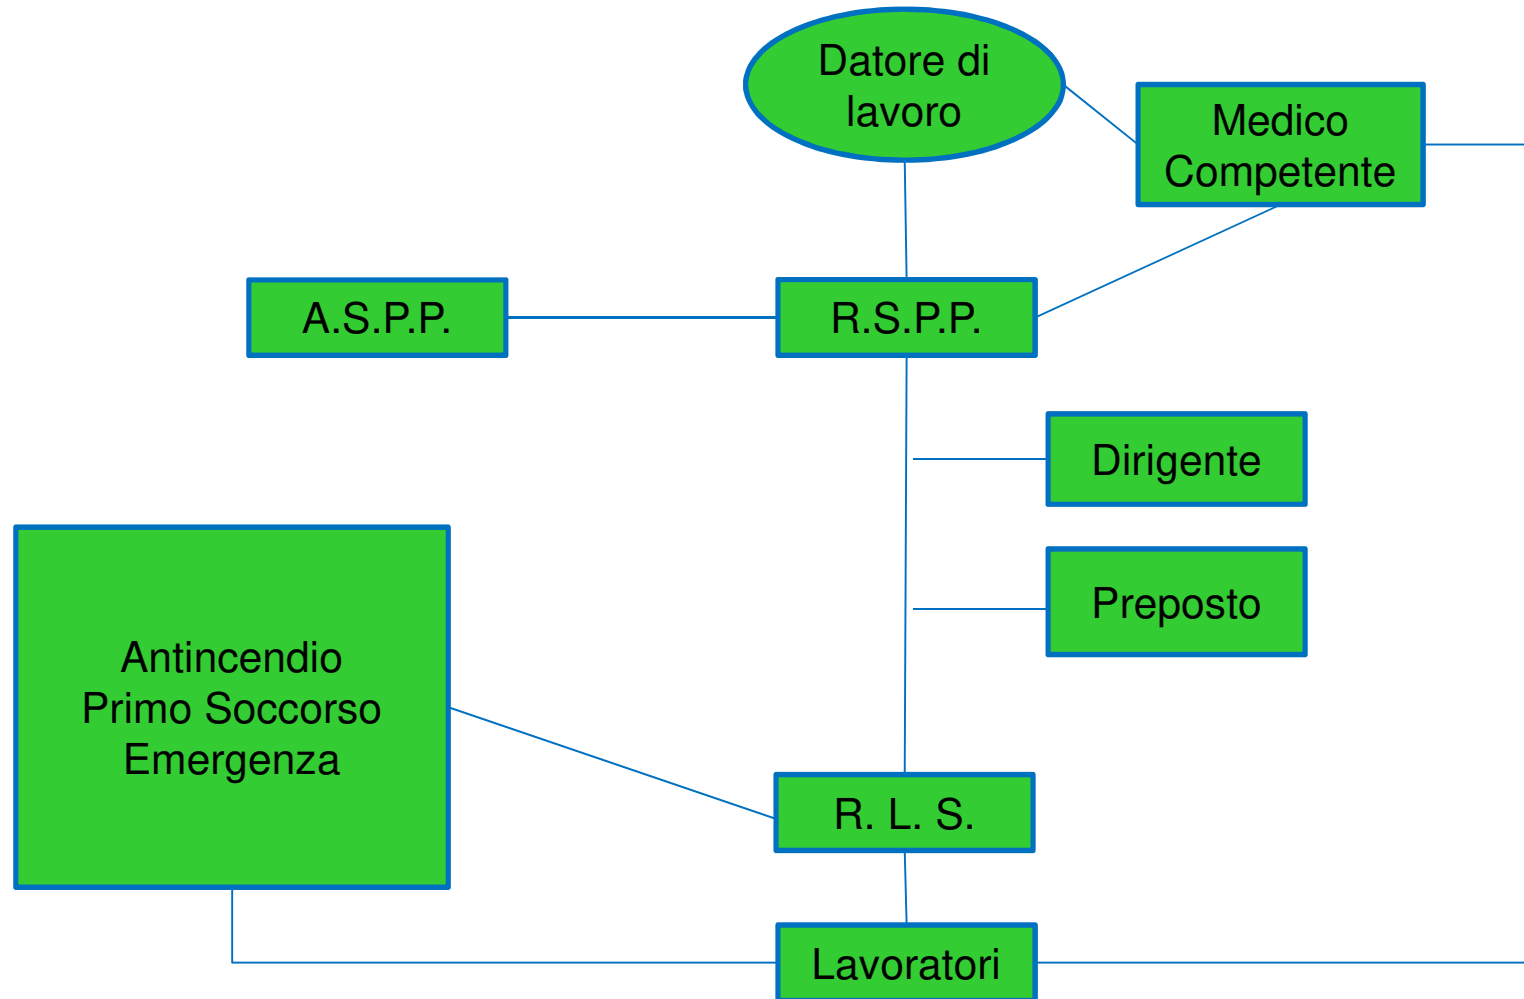 Datore di
lavoro
Medico
Competente
A.S.P.P.
R.S.P.P.
Dirigente
Preposto
Antincendio
Primo Soccorso
Emergenza
R. L. S.
Lavoratori